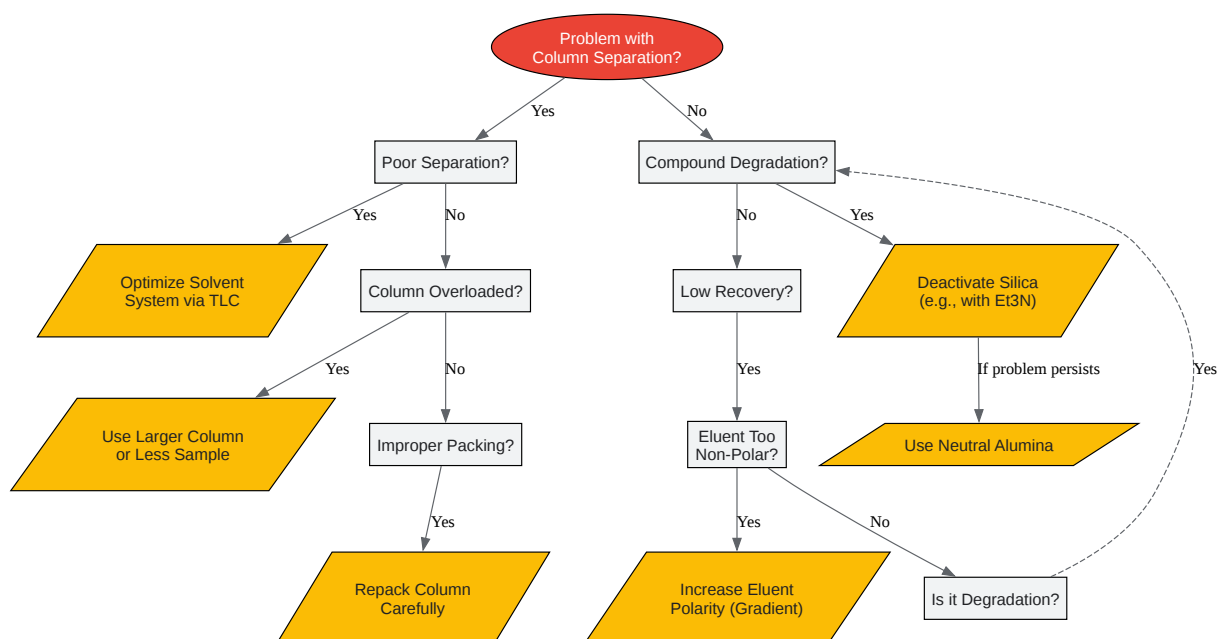 Problem with
Column Separation?
Yes
No
Poor Separation?
Compound Degradation?
Yes
No
No
Yes
Optimize Solvent
System via TLC
Column Overloaded?
Low Recovery?
Deactivate Silica
(e.g., with Et3N)
Yes
No
Yes
If problem persists
Yes
Use Larger Column
or Less Sample
Improper Packing?
Eluent Too
Non-Polar?
Use Neutral Alumina
Yes
Yes
No
Repack Column
Carefully
Increase Eluent
Polarity (Gradient)
Is it Degradation?